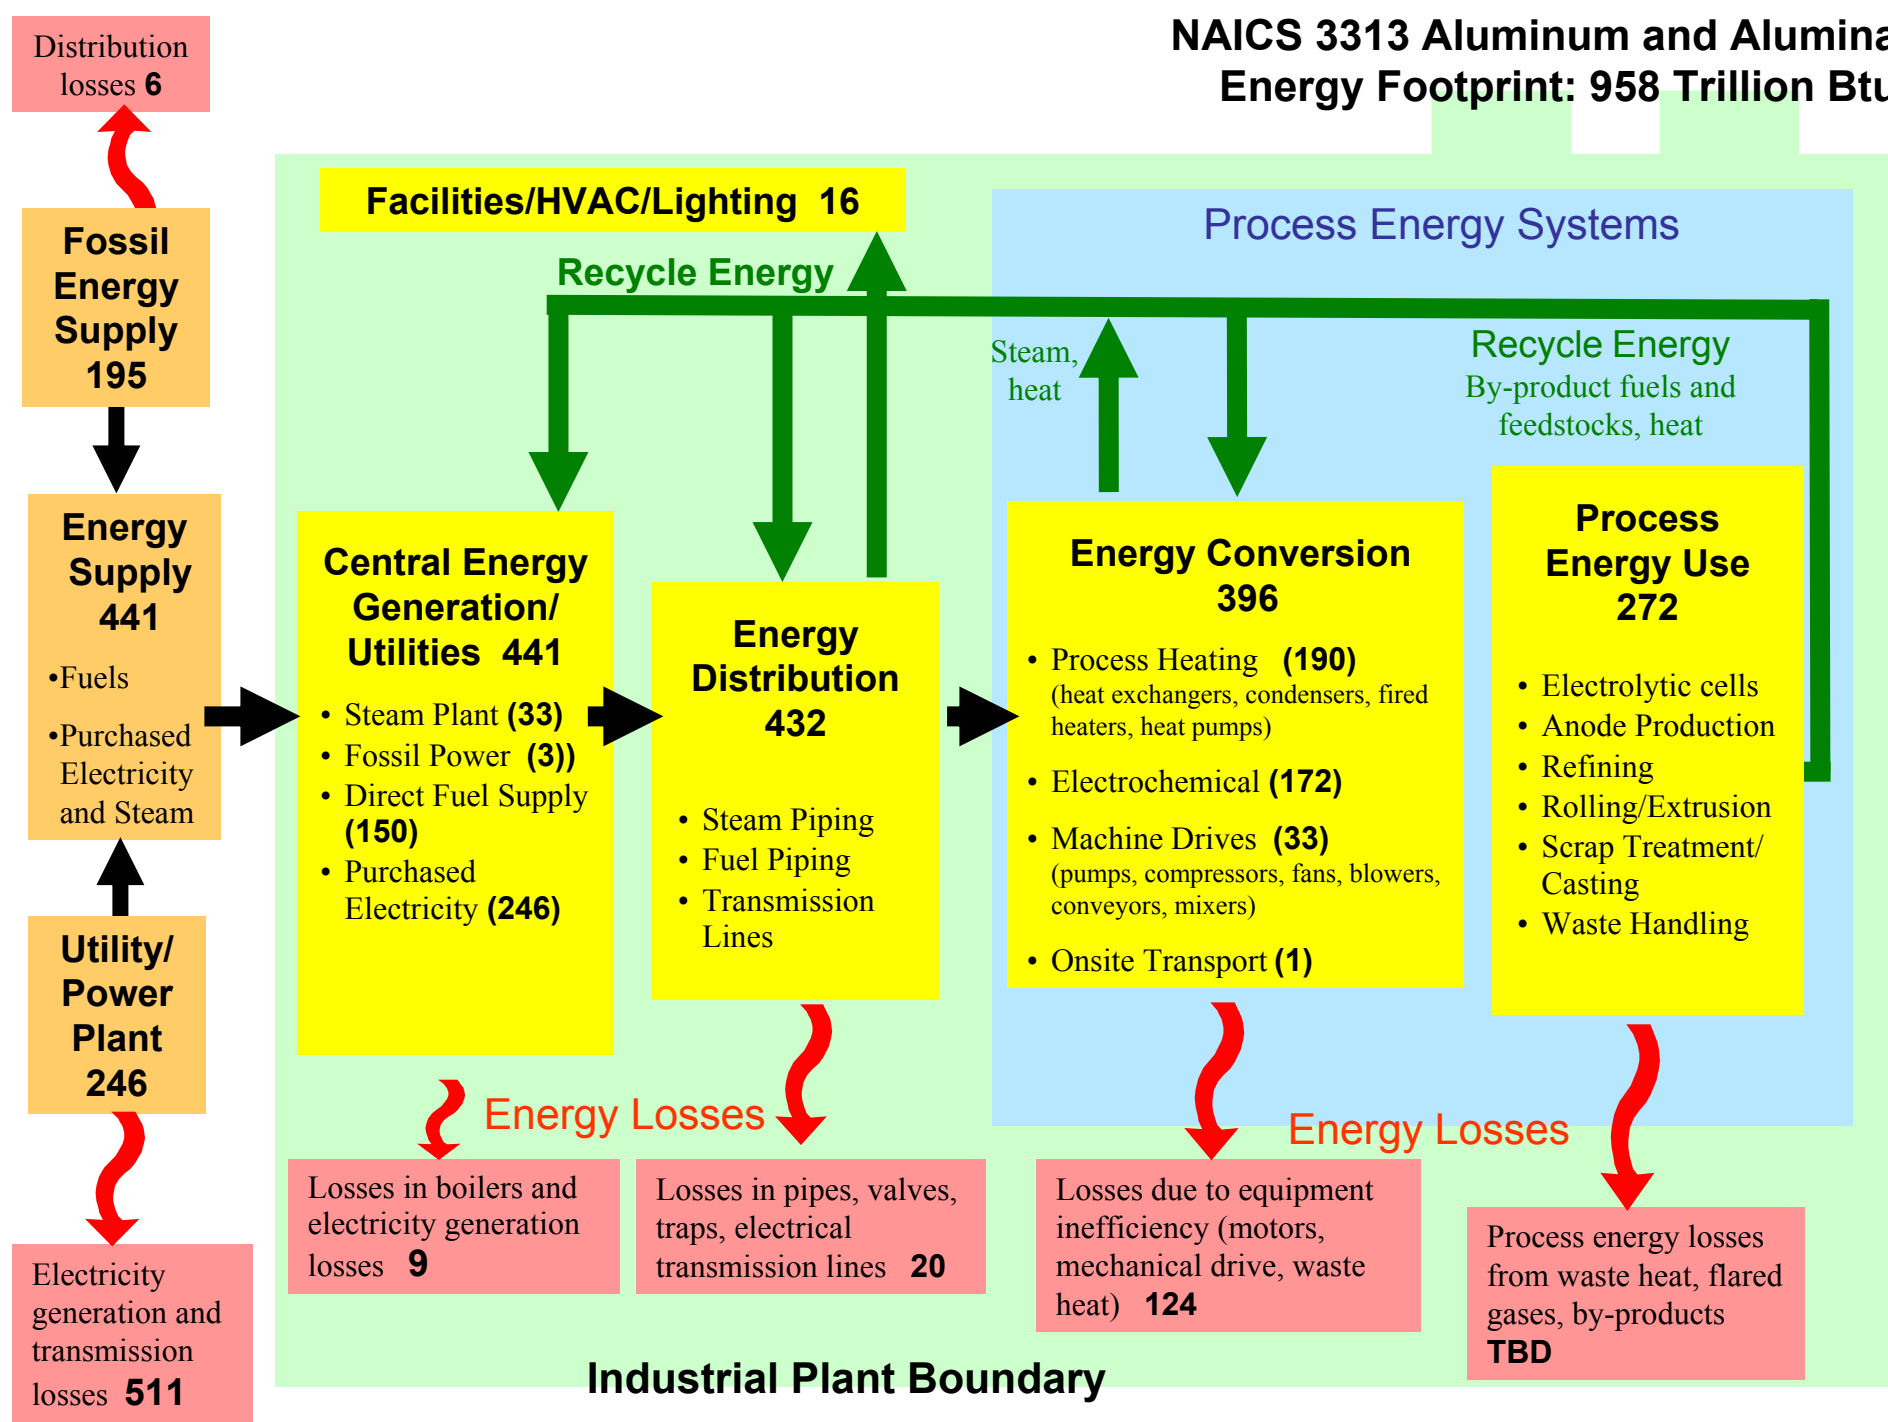 NAICS 3313 Aluminum and Alumina
Energy Footprint: 958 Trillion Btu
Distribution
losses 6
Fossil
Energy
Supply
195
Energy
Supply
441
•Fuels
•Purchased
Electricity
and Steam
Utility/
Power
Plant
246
Electricity
generation and
transmission
losses 511
Facilities/HVAC/Lighting 16
Recycle Energy
Process Energy Systems
Steam,
heat
Recycle Energy
By-product fuels and
feedstocks, heat
Central Energy
Generation/
Utilities 441
• Steam Plant (33)
• Fossil Power (3))
• Direct Fuel Supply
(150)
• Purchased
Electricity (246)
Energy
Distribution
432
• Steam Piping
• Fuel Piping
• Transmission
Lines
Energy Conversion
396
• Process Heating (190)
(heat exchangers, condensers, fired
heaters, heat pumps)
• Electrochemical (172)
• Machine Drives (33)
(pumps, compressors, fans, blowers,
conveyors, mixers)
• Onsite Transport (1)
Process
Energy Use
272
• Electrolytic cells
• Anode Production
• Refining
• Rolling/Extrusion
• Scrap Treatment/
Casting
• Waste Handling
Energy Losses
Energy Losses
Losses in boilers and
electricity generation
losses 9
Losses in pipes, valves,
traps, electrical
transmission lines 20
Losses due to equipment
inefficiency (motors,
mechanical drive, waste
heat) 124
Process energy losses
from waste heat, flared
gases, by-products
TBD
Industrial Plant Boundary